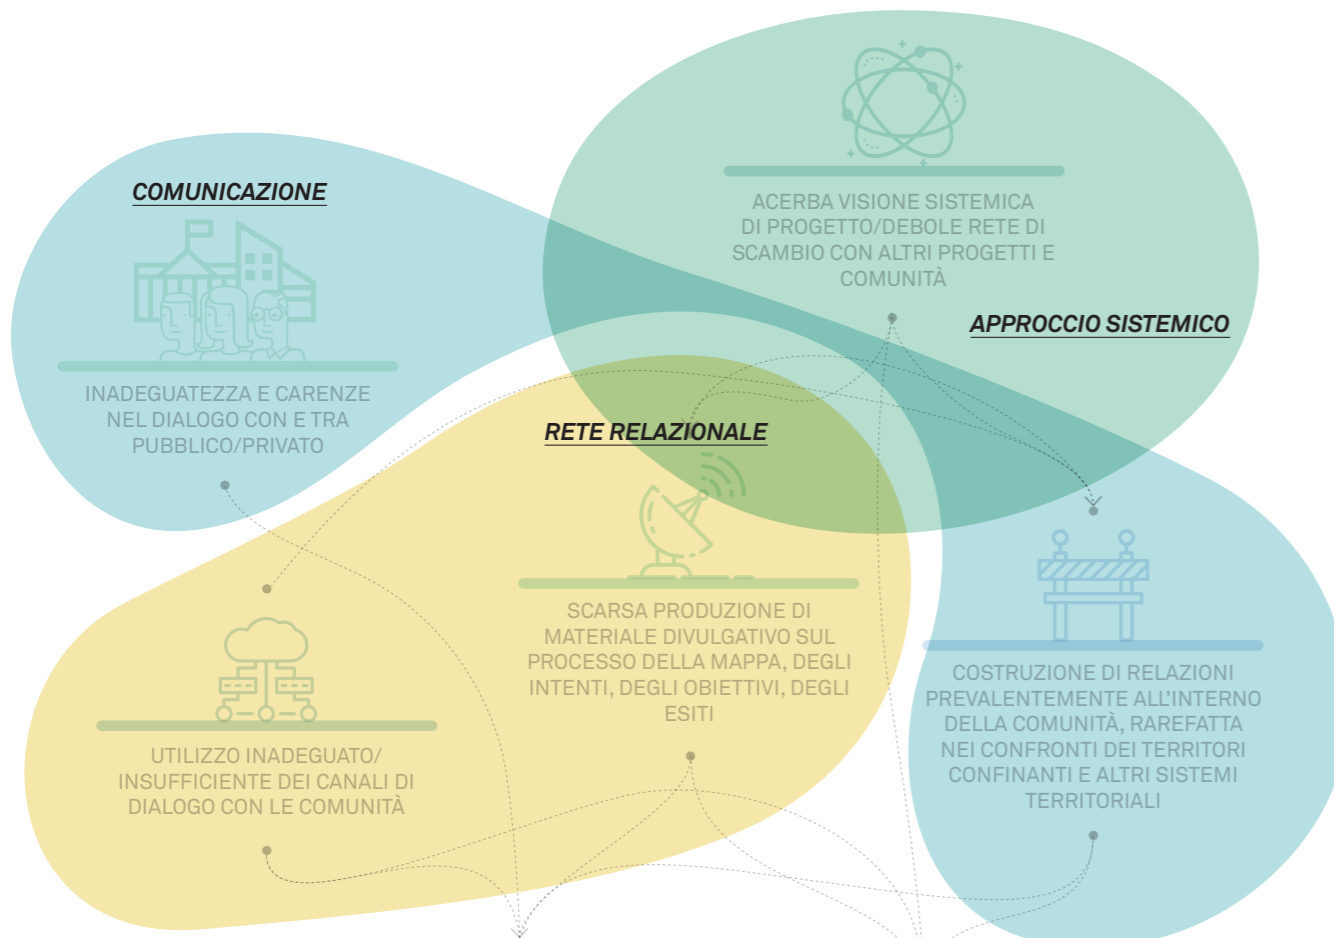 ACERBA VISIONE SISTEMICA
DI PROGETTO/DEBOLE RETE DI
SCAMBIO CON ALTRI PROGETTI E
COMUNITÀ
APPROCCIO SISTEMICO
COMUNICAZIONE
INADEGUATEZZA E CARENZE
NEL DIALOGO CON E TRA
PUBBLICO/PRIVATO
RETE RELAZIONALE
SCARSA PRODUZIONE DI
MATERIALE DIVULGATIVO SUL
PROCESSO DELLA MAPPA, DEGLI
INTENTI, DEGLI OBIETTIVI, DEGLI
ESITI
UTILIZZO INADEGUATO/
INSUFFICIENTE DEI CANALI DI
DIALOGO CON LE COMUNITÀ
COSTRUZIONE DI RELAZIONI
PREVALENTEMENTE ALL'INTERNO
DELLA COMUNITÀ, RAREFATTA
NEI CONFRONTI DEI TERRITORI
CONFINANTI E ALTRI SISTEMI
TERRITORIALI